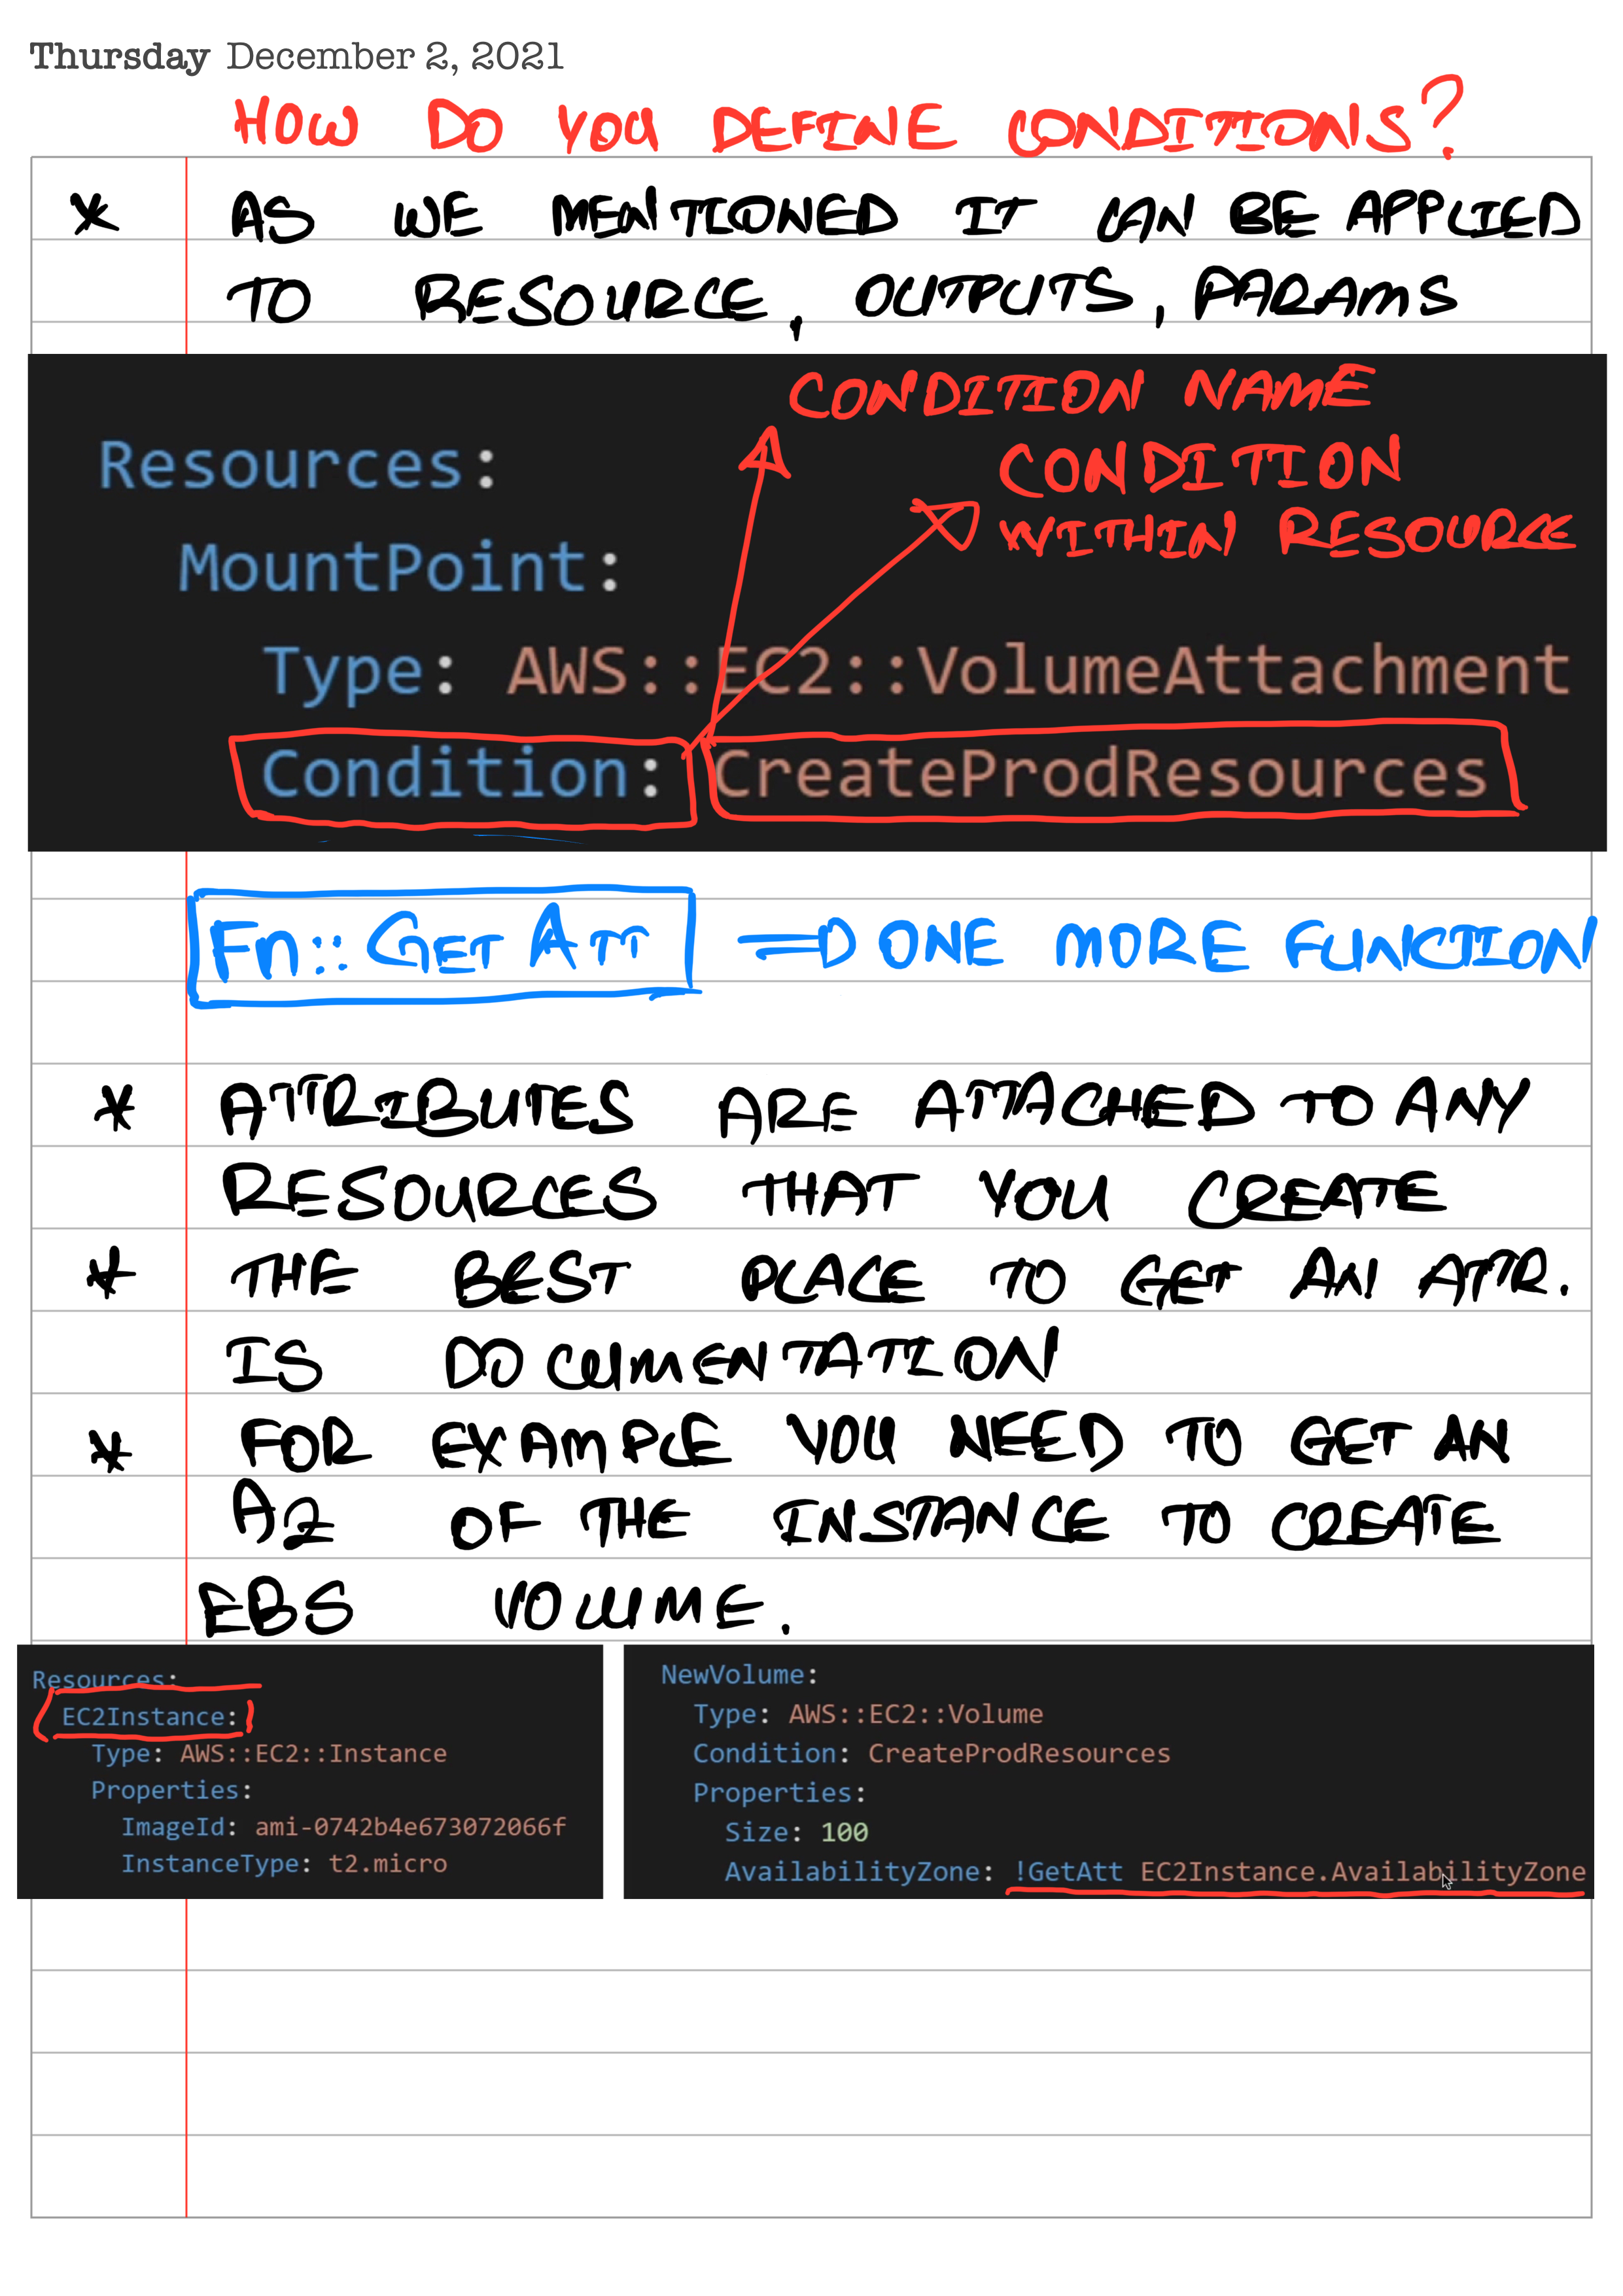 Thursday December 2, 2021
HOW DO YOU DEFINE CONDITIONS?
* AS WE MENTIONED IT CAN BE APPLIED
TO RESOURCE, OUTPUTS, PARAMS
CONDITION NAME
CONDITION
WITHIN RESOURCE
Resources:
MountPoint:
Type: AWS::EC2::VolumeAttachment
Condition: CreateProdResources
Fn::GET ATT => ONE MORE FUNCTION
* ATTRIBUTES ARE ATTACHED TO ANY
RESOURCES THAT YOU CREATE
* THE BEST PLACE TO GET AN ATTR.
IS DOCUMENTATION
* FOR EXAMPLE YOU NEED TO GET AN
AZ OF THE INSTANCE TO CREATE
EBS VOLUME.
Resources:
EC2Instance:
Type: AWS::EC2::Instance
Properties:
ImageId: ami-0742b4e673072066f
InstanceType: t2.micro
NewVolume:
Type: AWS::EC2::Volume
Condition: CreateProdResources
Properties:
Size: 100
AvailabilityZone: !GetAtt EC2Instance.AvailabilityZone